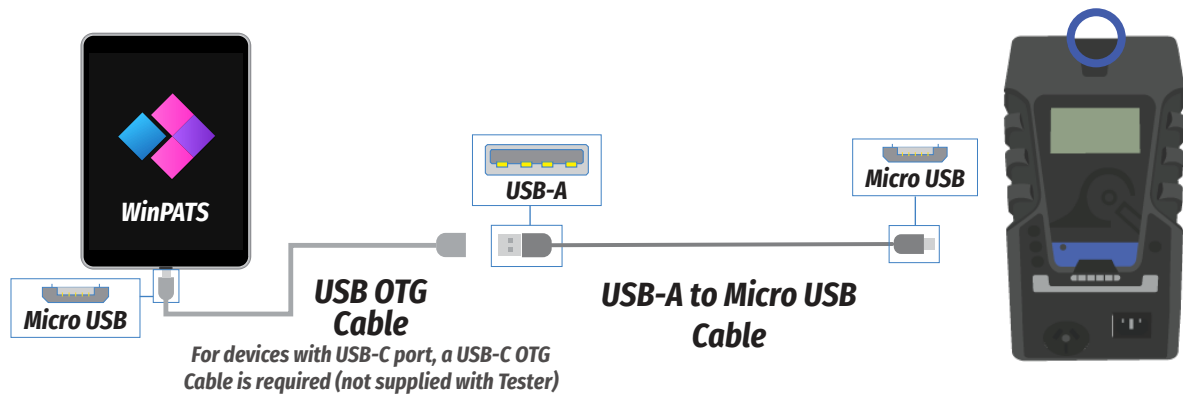 WinPATS
Micro USB
USB-A
Micro USB
USB OTG
Cable
For devices with USB-C port, a USB-C OTG
Cable is required (not supplied with Tester)
USB-A to Micro USB
Cable